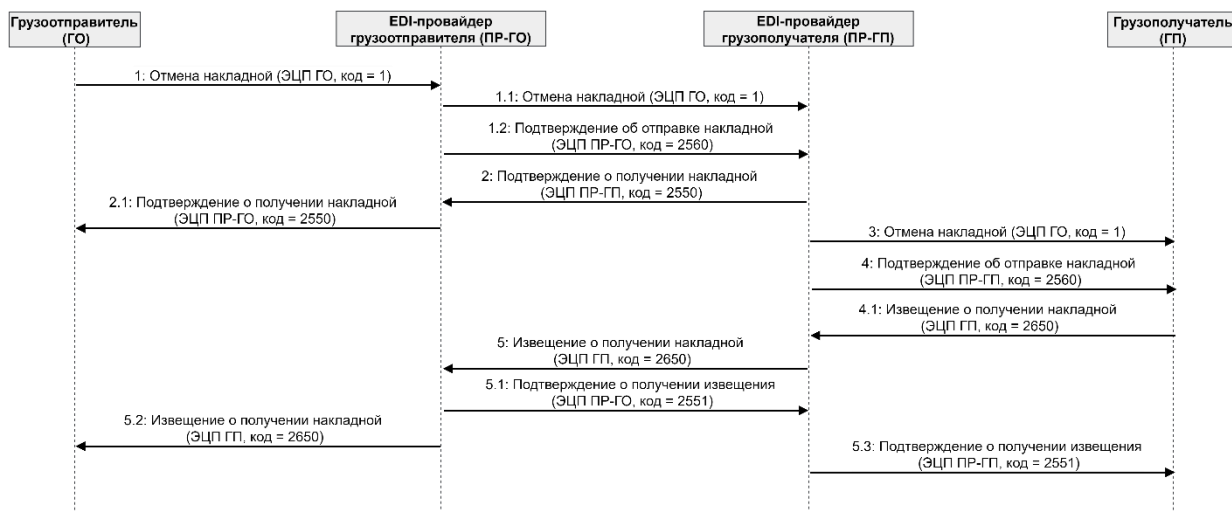 Грузоотправитель
(ГО)
EDI-провайдер
грузоотправителя (ПР-ГО)
EDI-провайдер
грузополучателя (ПР-ГП)
Грузополучатель
(ГП)
1: Отмена накладной (ЭЦП ГО, код = 1)
1.1: Отмена накладной (ЭЦП ГО, код = 1)
1.2: Подтверждение об отправке накладной
(ЭЦП ПР-ГО, код = 2560)
2: Подтверждение о получении накладной
(ЭЦП ПР-ГП, код = 2550)
2.1: Подтверждение о получении накладной
(ЭЦП ПР-ГО, код = 2550)
3: Отмена накладной (ЭЦП ГО, код = 1)
4: Подтверждение об отправке накладной
(ЭЦП ПР-ГП, код = 2560)
4.1: Извещение о получении накладной
(ЭЦП ГП, код = 2650)
5: Извещение о получении накладной
(ЭЦП ГП, код = 2650)
5.1: Подтверждение о получении извещения
(ЭЦП ПР-ГО, код = 2551)
5.2: Извещение о получении накладной
(ЭЦП ГП, код = 2650)
5.3: Подтверждение о получении извещения
(ЭЦП ПР-ГП, код = 2551)